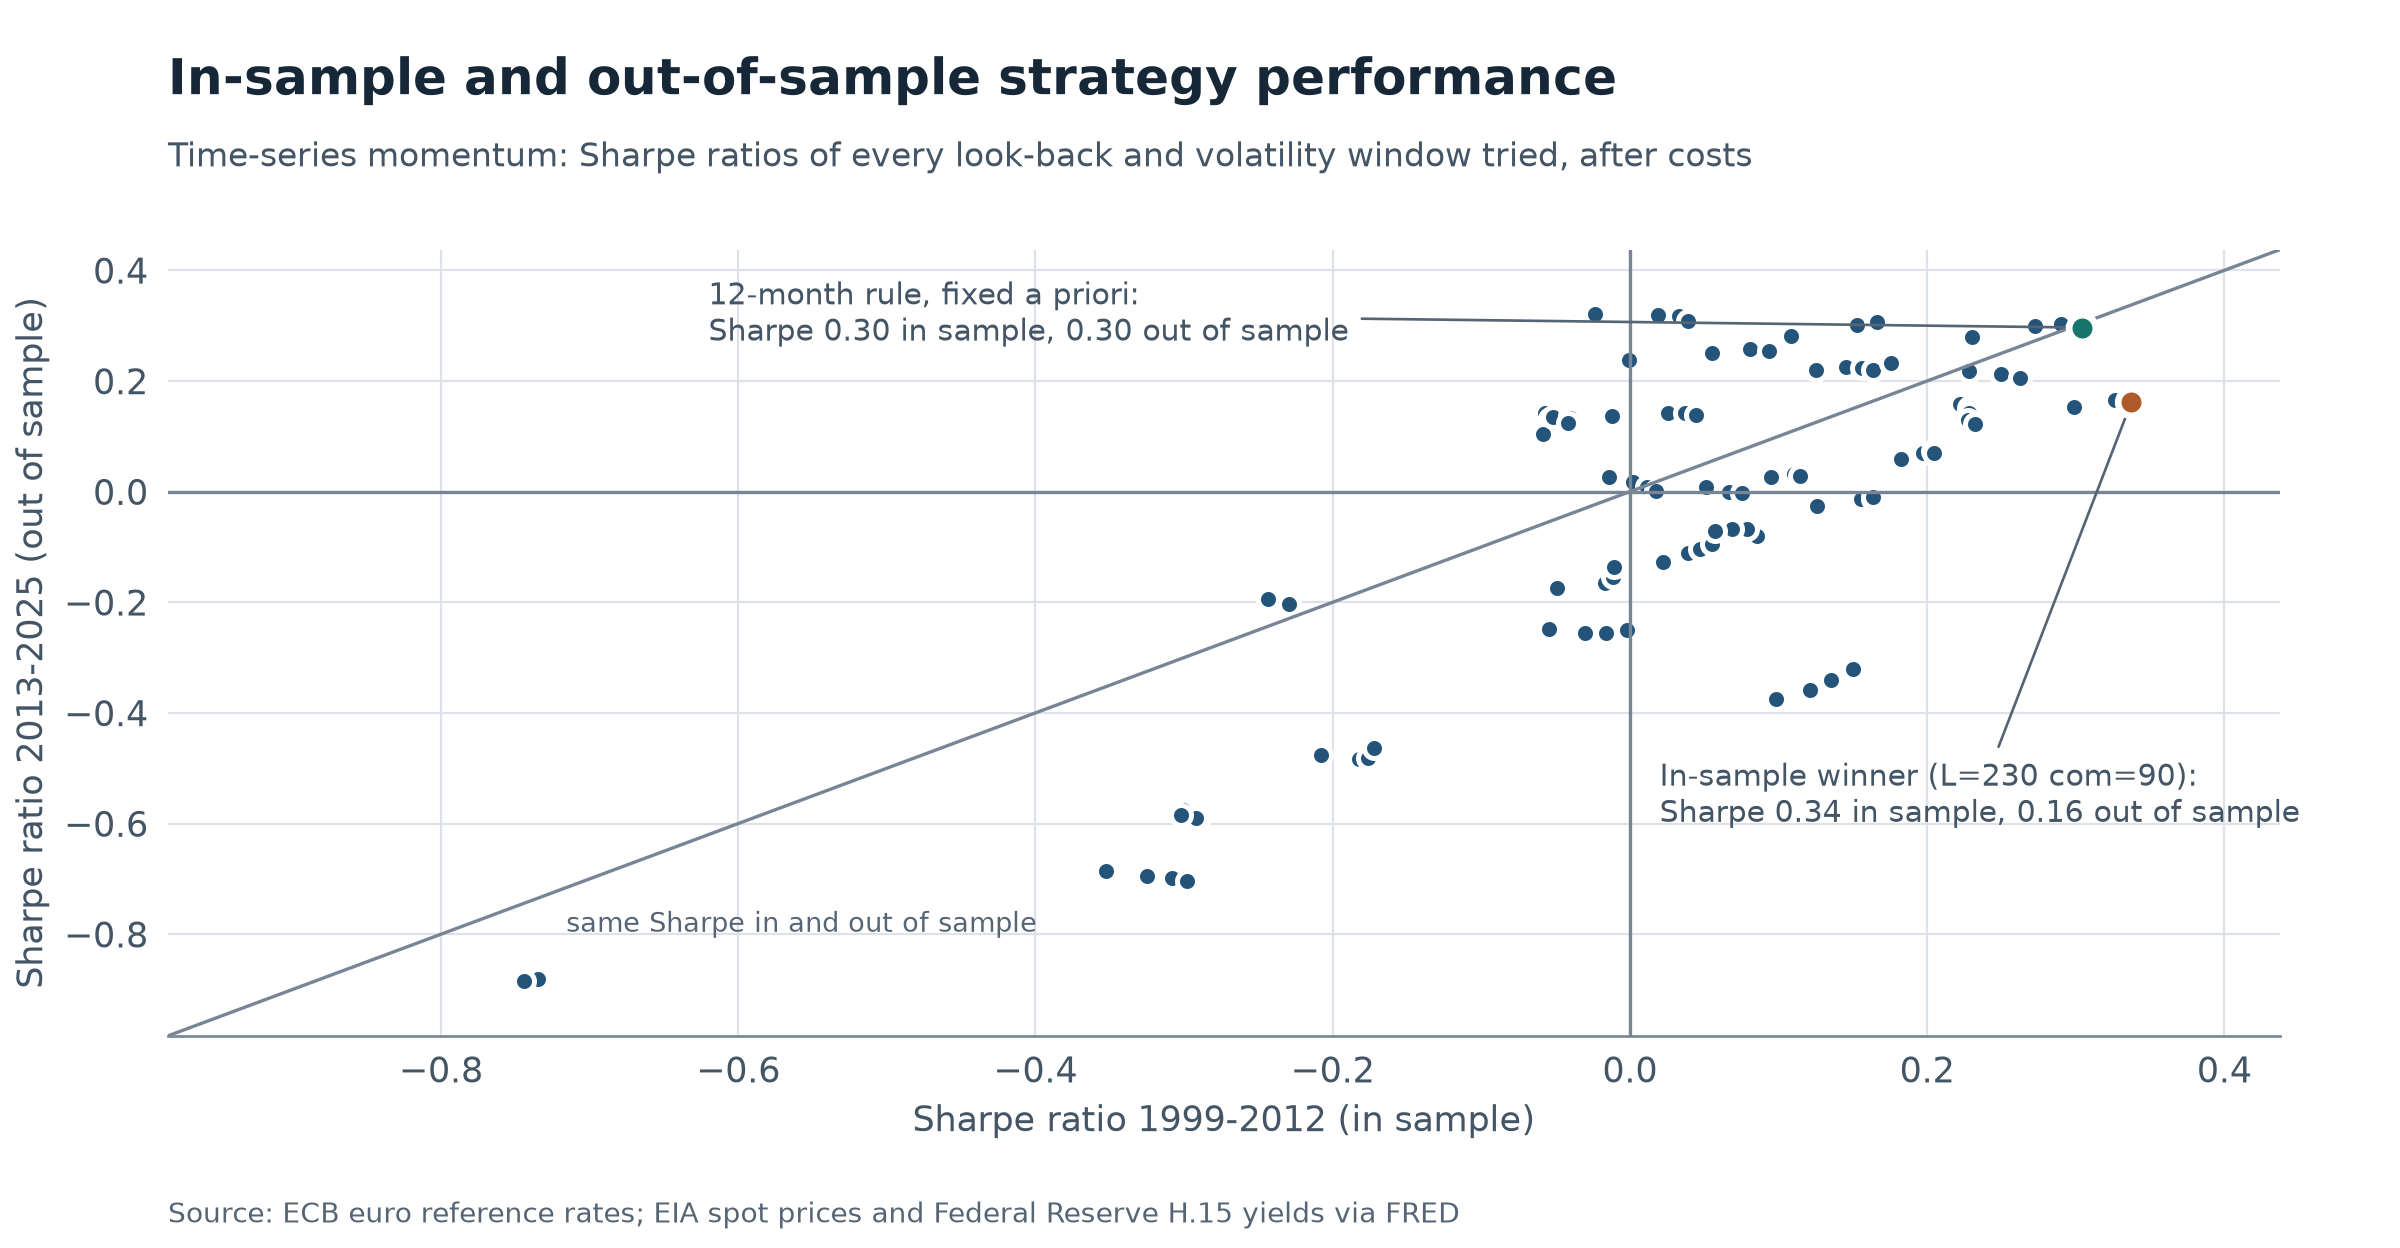 In-sample and out-of-sample strategy performance
Time-series momentum: Sharpe ratios of every look-back and volatility window tried, after costs
Sharpe ratio 2013-2025 (out of sample)
0.4
0.2
0.0
−0.2
−0.4
−0.6
−0.8
12-month rule, fixed a priori:
Sharpe 0.30 in sample, 0.30 out of sample
In-sample winner (L=230 com=90):
Sharpe 0.34 in sample, 0.16 out of sample
same Sharpe in and out of sample
−0.8
−0.6
−0.4
−0.2
0.0
0.2
0.4
Sharpe ratio 1999-2012 (in sample)
Source: ECB euro reference rates; EIA spot prices and Federal Reserve H.15 yields via FRED